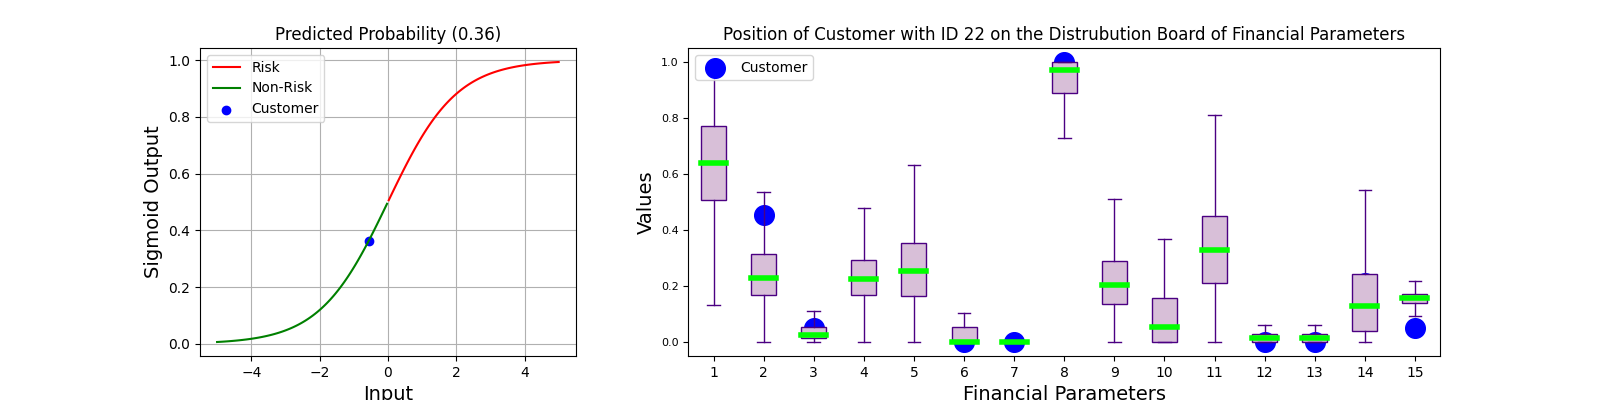 Predicted Probability (0.36)
Sigmoid Output
1.0
0.8
0.6
0.4
0.2
0.0
Risk
Non-Risk
Customer
−4
−2
0
2
4
Input
Position of Customer with ID 22 on the Distrubution Board of Financial Parameters
Values
1.0
0.8
0.6
0.4
0.2
0.0
Customer
1 2 3 4 5 6 7 8 9 10 11 12 13 14 15
Financial Parameters